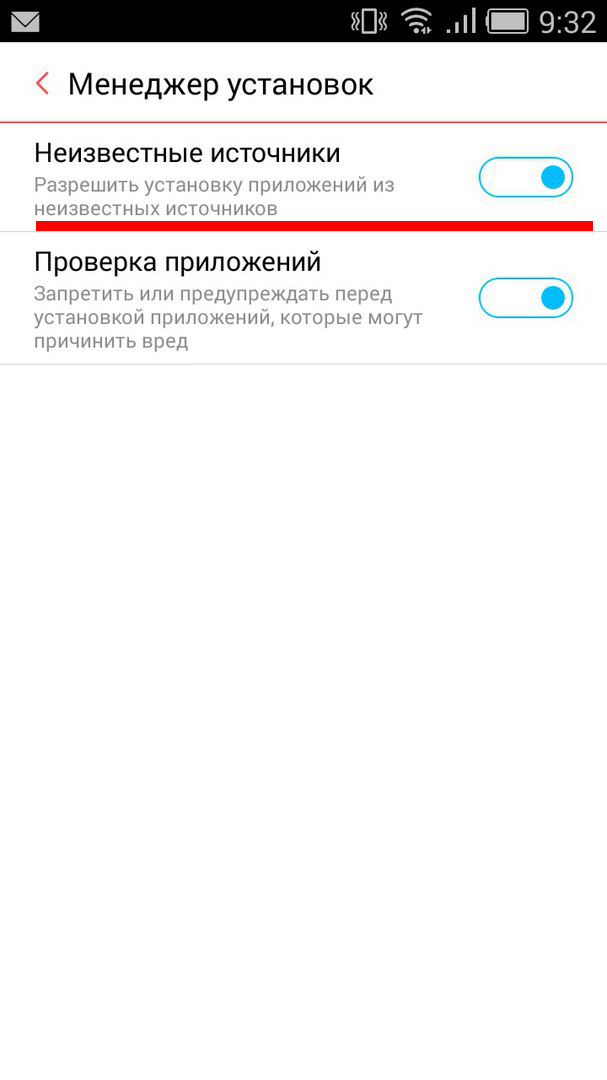 9:32
Менеджер установок
Неизвестные источники
Разрешить установку приложений из
неизвестных источников
Проверка приложений
Запретить или предупреждать перед
установкой приложений, которые могут
причинить вред